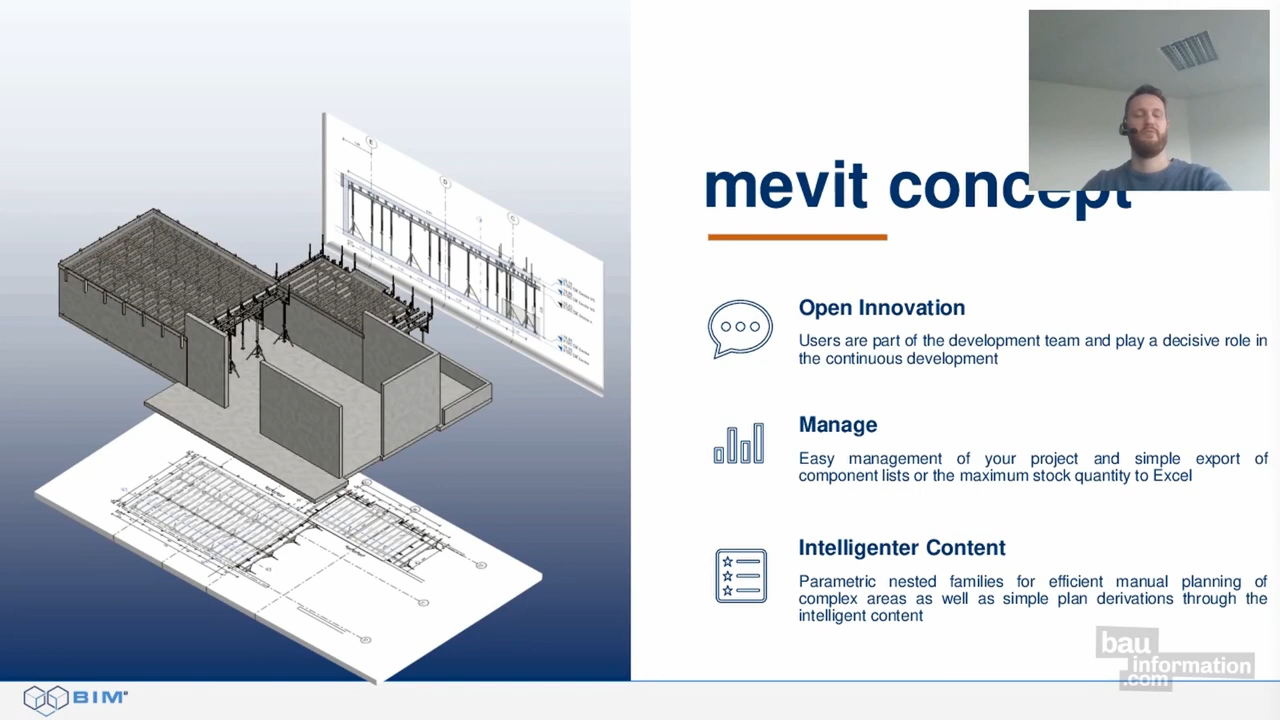 mevit concept
Open Innovation
Users are part of the development team and play a decisive role in
the continuous development
Manage
Easy management of your project and simple export of
component lists or the maximum stock quantity to Excel
Intelligenter Content
Parametric nested families for efficient manual planning of
complex areas as well as simple plan derivations through the
intelligent content
bau
information
.com
BIM²